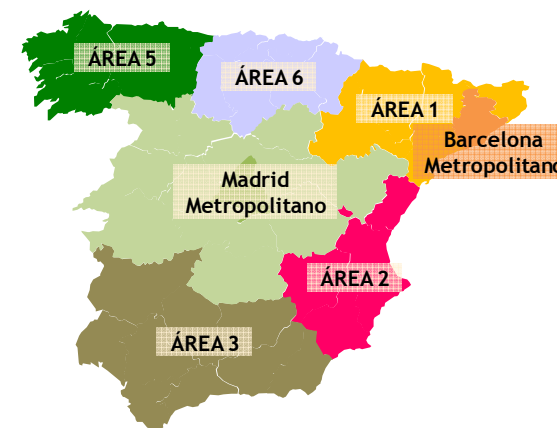 ÁREA 5
ÁREA 6
ÁREA 1
Barcelona
Metropolitano
Madrid
Metropolitano
ÁREA 2
ÁREA 3